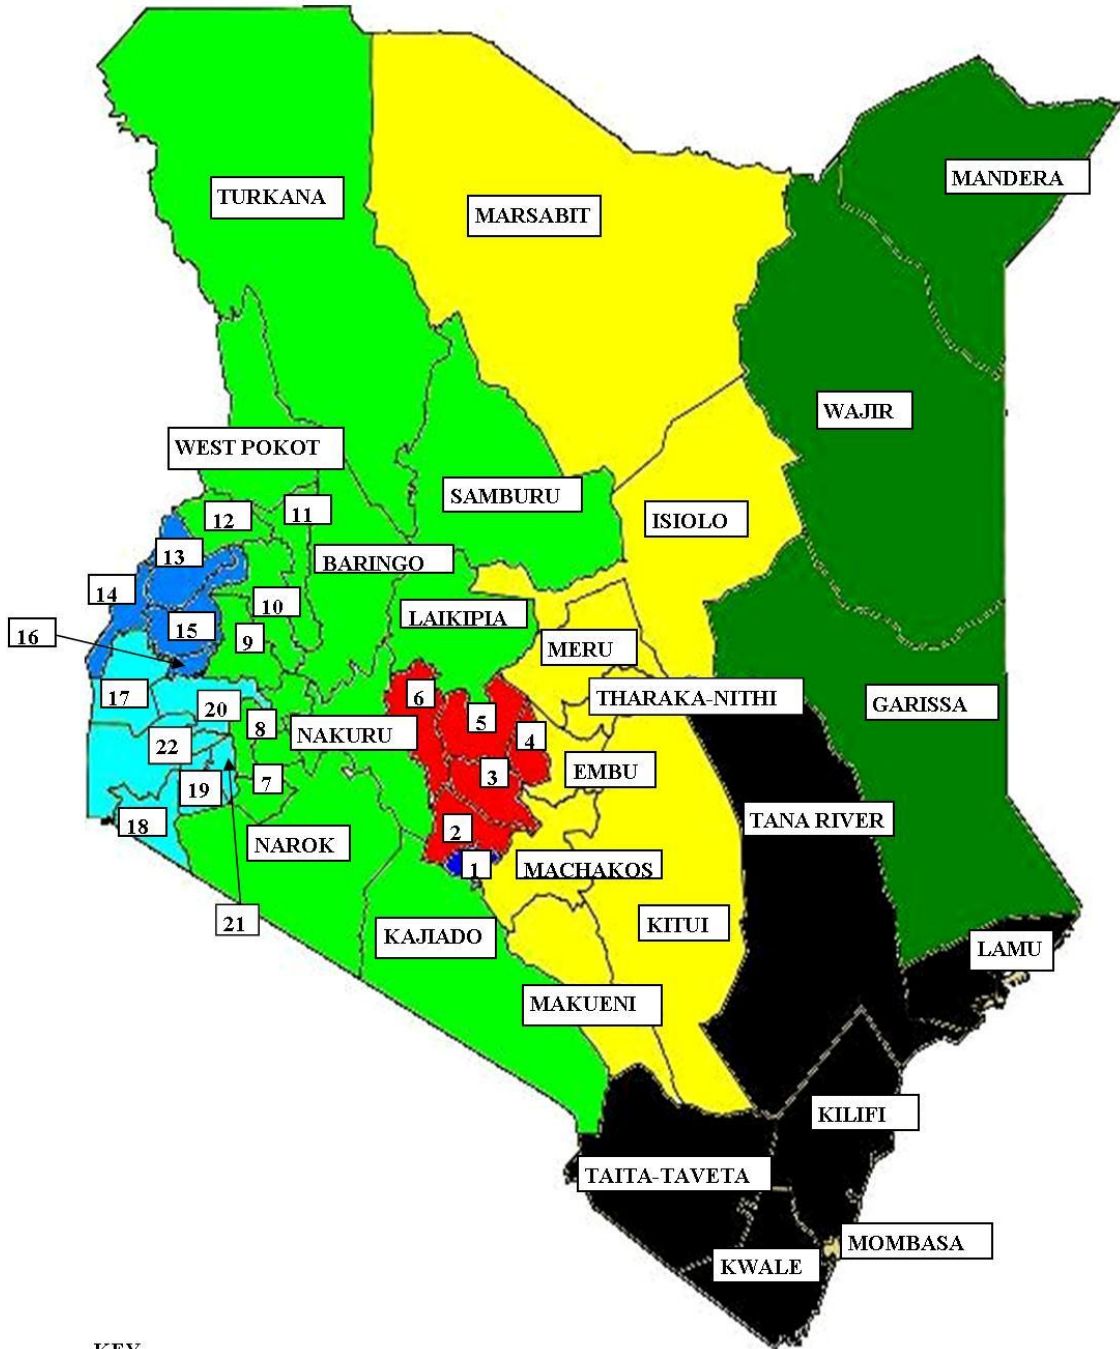 MANDERA
TURKANA
MARSABIT
WAJIR
WEST POKOT
SAMBURU
11
12
ISIOLO
13
BARINGO
14
10
LAIKIPIA
15
16
9
MERU
6
17
THARAKA-NITHI
20
5
8
GARISSA
NAKURU
4
22
3
EMBU
7
19
TANA RIVER
18
2
NAROK
1
MACHAKOS
21
KITUI
KAJIADO
LAMU
MAKUENI
KILIFI
TAITA-TAVETA
MOMBASA
KWALE
KEY